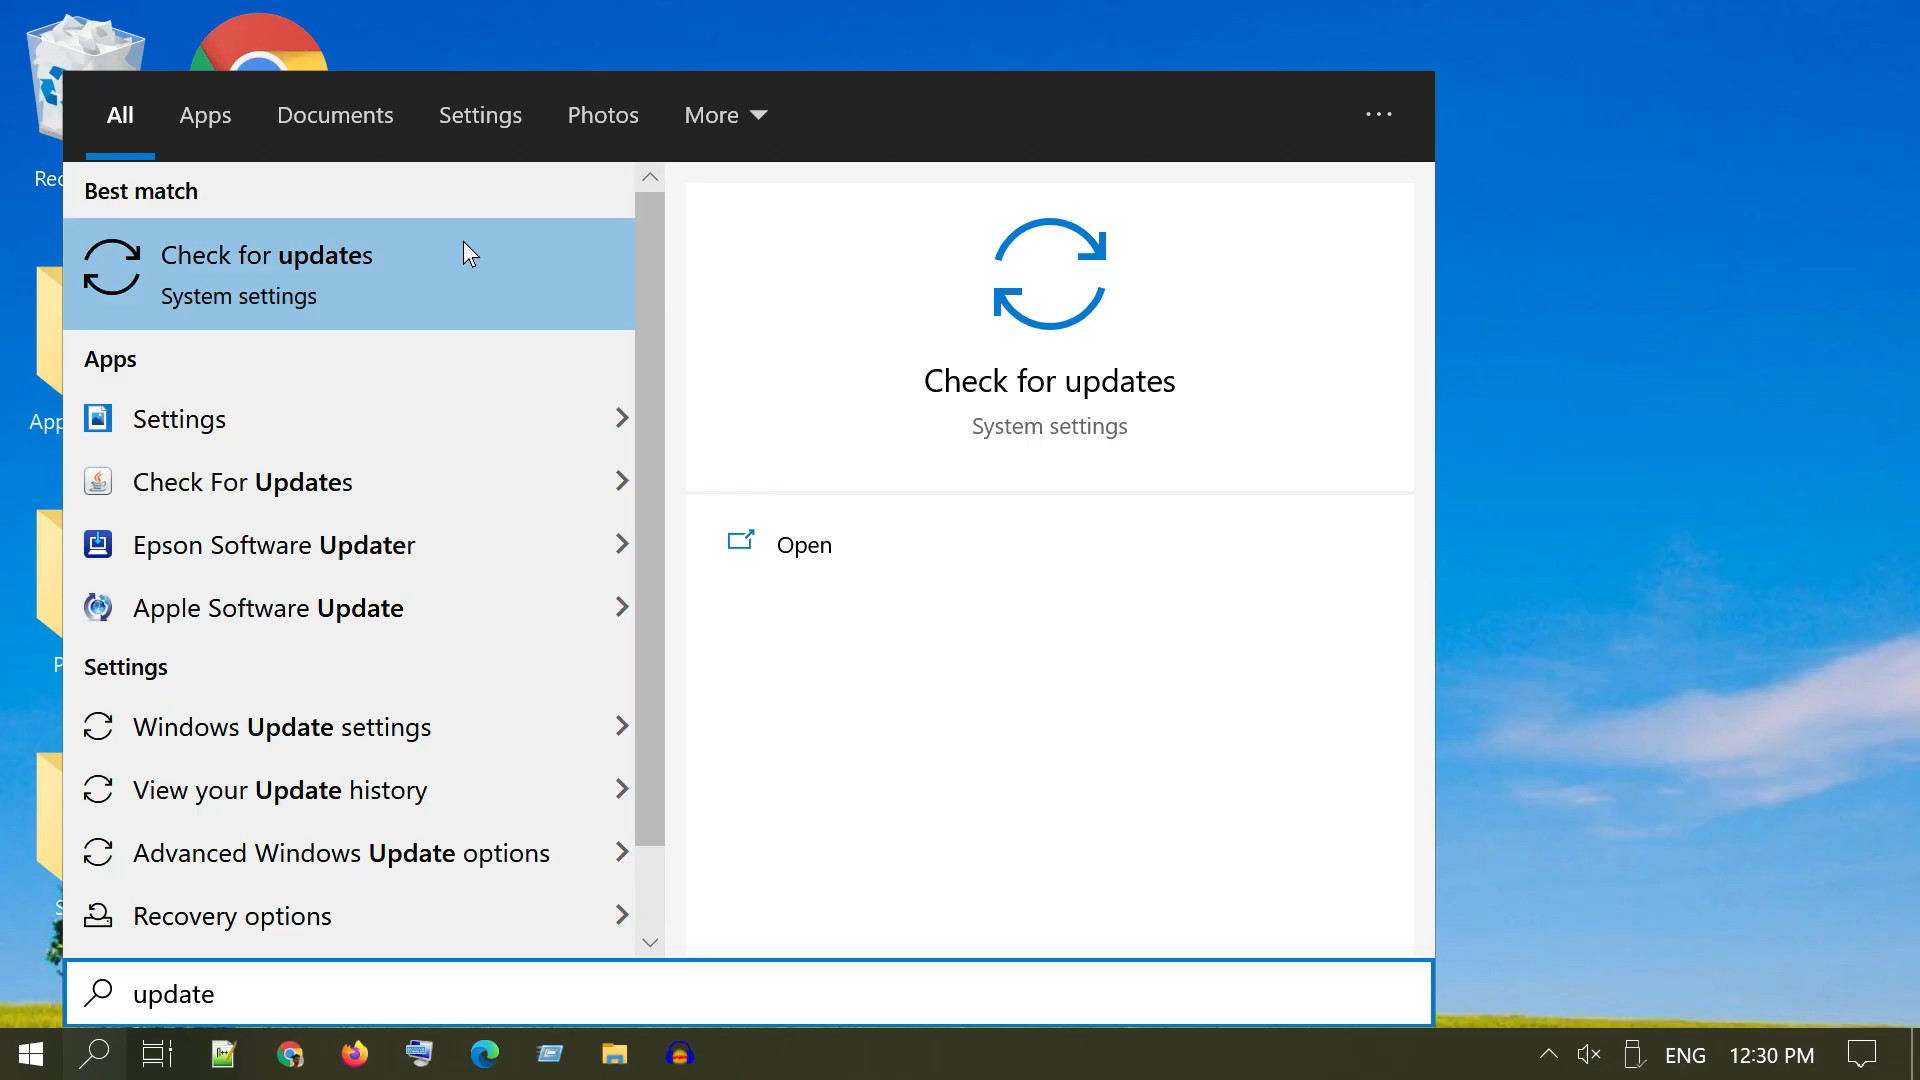 All Apps Documents Settings Photos More ...
Best match
Check for updates
System settings
Apps
Settings
Check For Updates
Epson Software Updater
Apple Software Update
Settings
Windows Update settings
View your Update history
Advanced Windows Update options
Recovery options
Check for updates
System settings
Open
Rec
App
P
S
update
ENG 12:30 PM